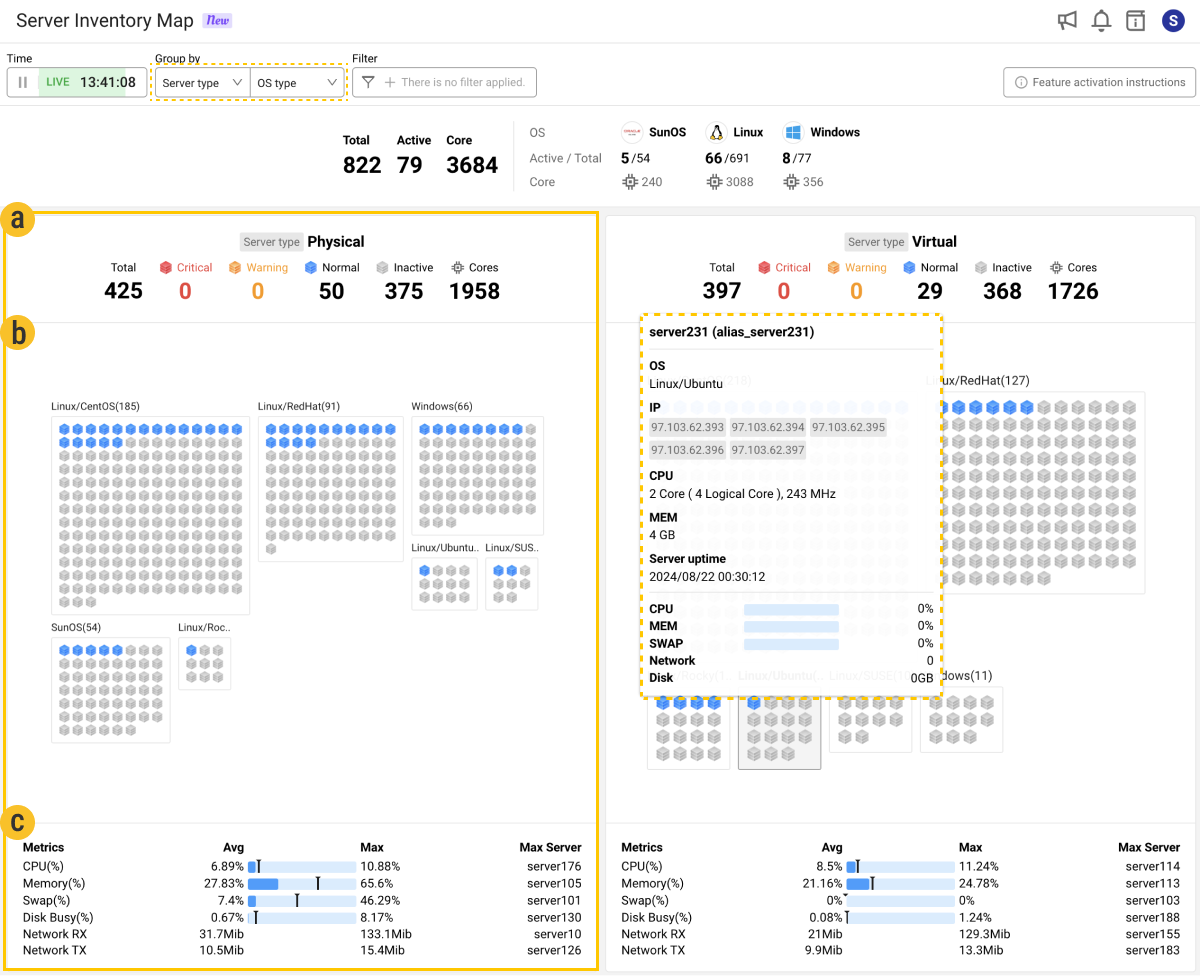 Server Inventory Map New
S
Time
Group by
Filter
LIVE 13:41:08
Server type
OS type
There is no filter applied.
Feature activation instructions
Total Active Core
822 79 3684
OS SunOS Linux Windows
Active / Total 5/54 66/691 8/77
Core 240 3088 356
a
Server type Physical
Total Critical Warning Normal Inactive Cores
425 0 0 50 375 1958
b
Linux/CentOS(185)
Linux/RedHat(91)
Windows(66)
Linux/Ubuntu..
Linux/SUS..
SunOS(54)
Linux/Roc..
c
Metrics Avg Max Max Server
CPU(%) 6.89% 10.88% server176
Memory(%) 27.83% 65.6% server105
Swap(%) 7.4% 46.29% server101
Disk Busy(%) 0.67% 8.17% server130
Network RX 31.7Mib 133.1Mib server10
Network TX 10.5Mib 15.4Mib server126
Server type Virtual
Total Critical Warning Normal Inactive Cores
397 0 0 29 368 1726
server231 (alias_server231)
OS
Linux/Ubuntu
IP
97.103.62.393 97.103.62.394 97.103.62.395
97.103.62.396 97.103.62.397
CPU
2 Core ( 4 Logical Core ), 243 MHz
MEM
4 GB
Server uptime
2024/08/22 00:30:12
CPU 0%
MEM 0%
SWAP 0%
Network 0
Disk 0GB
ux/RedHat(127)
/Rocky(1..
Linux/Ubuntu(..
Linux/SUSE(1
dows(11)
Metrics Avg Max Max Server
CPU(%) 8.5% 11.24% server114
Memory(%) 21.16% 24.78% server113
Swap(%) 0% 0% server103
Disk Busy(%) 0.08% 1.24% server188
Network RX 21Mib 129.3Mib server155
Network TX 9.9Mib 13.3Mib server183